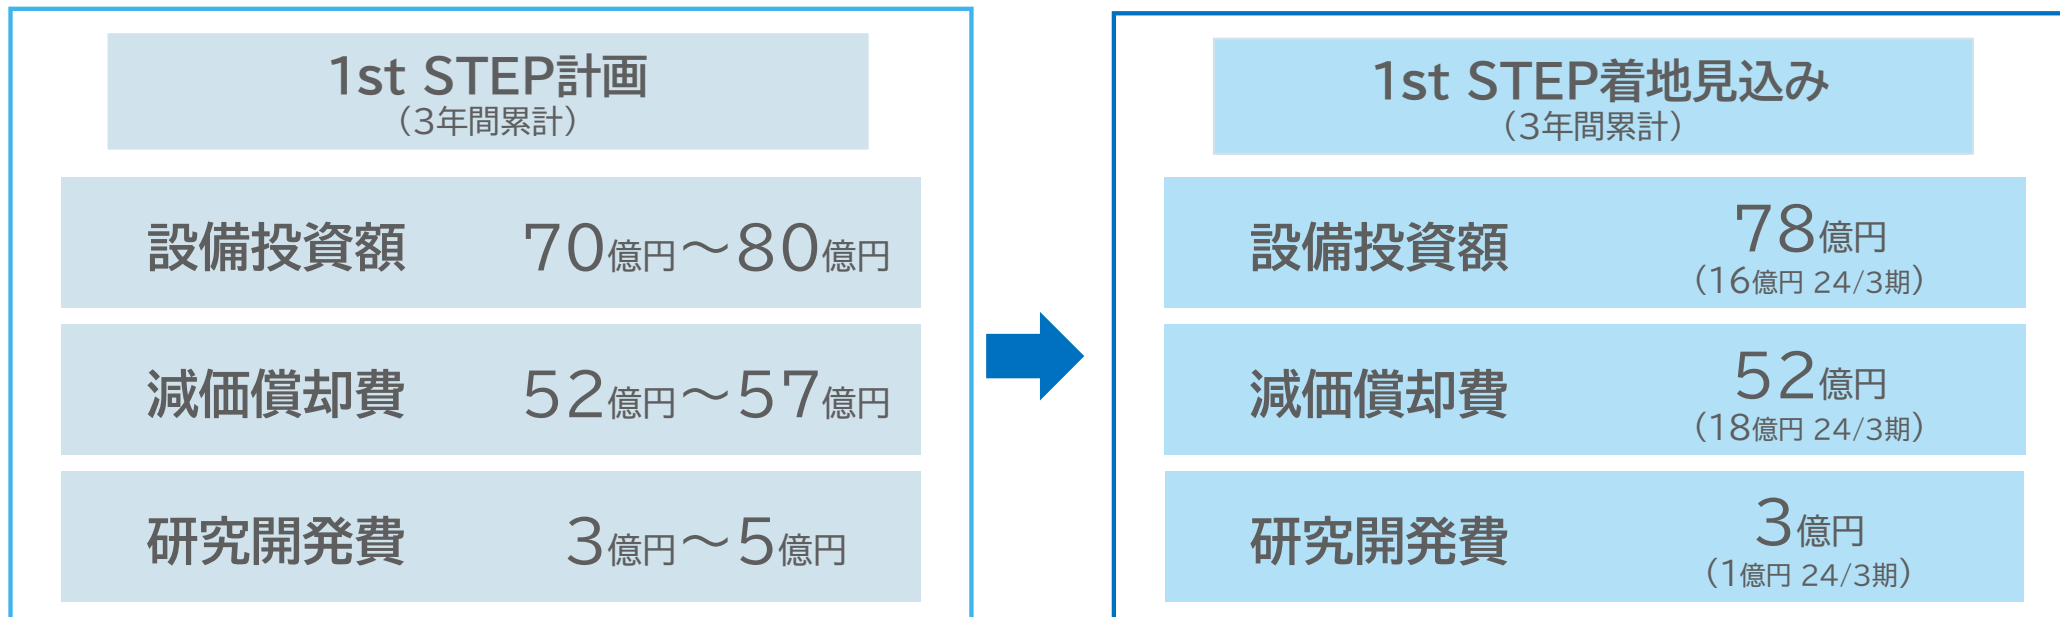 1st STEP計画
（3年間累計）
設備投資額 70億円～80億円
減価償却費 52億円～57億円
研究開発費 3億円～5億円
1st STEP着地見込み
（3年間累計）
設備投資額 78億円
（16億円 24/3期）
減価償却費 52億円
（18億円 24/3期）
研究開発費 3億円
（1億円 24/3期）